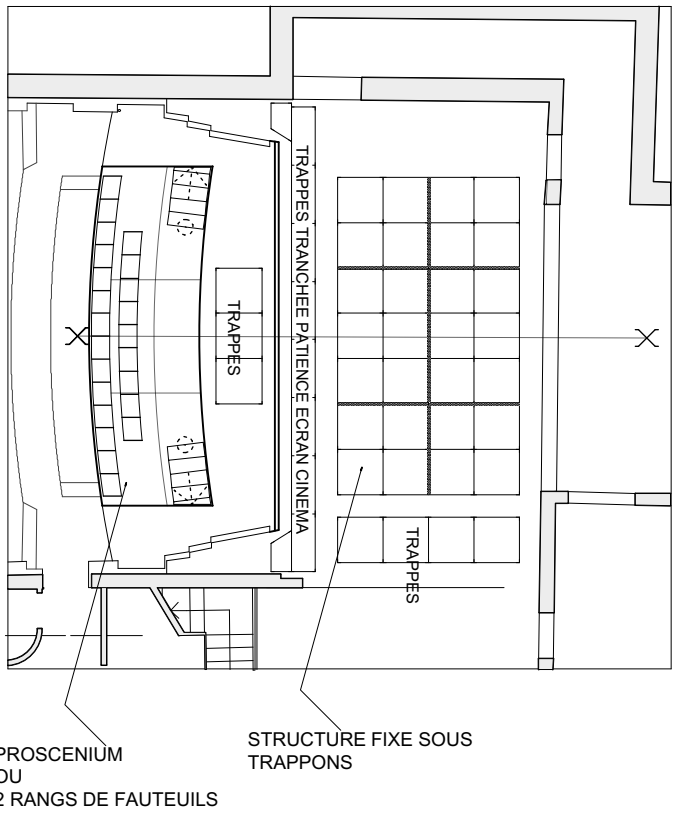 TRAPPES TRANCHEE PATIENCE ECRAN CINEMA
TRAPPES
TRAPPES
PROSCENIUM
OU
2 RANGS DE FAUTEUILS
STRUCTURE FIXE SOUS
TRAPPONS